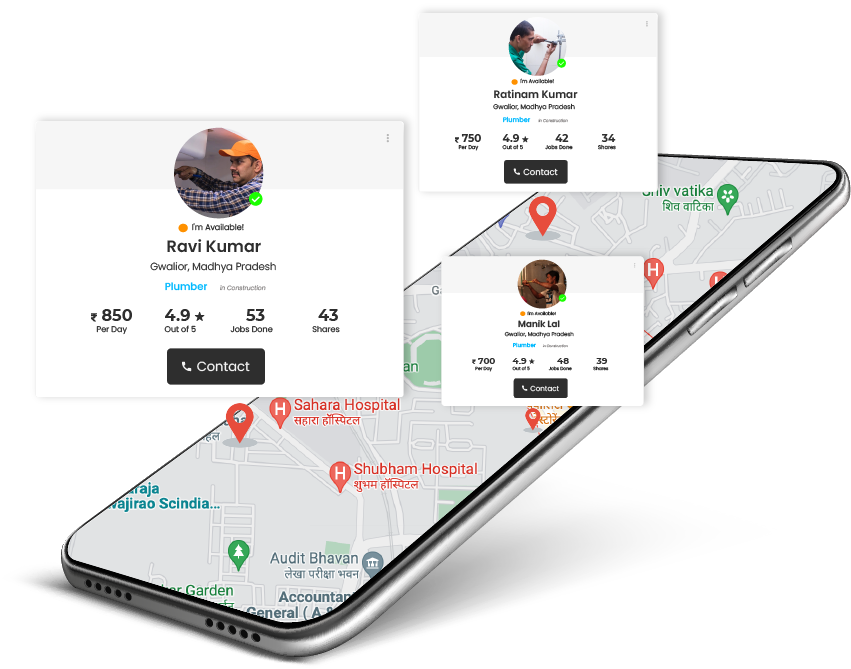 I'm Available!
Ratinam Kumar
Gwalior, Madhya Pradesh
Plumber in Construction
₹ 750 4.9 ★ 42 34
Per Day Out of 5 Jobs Done Shares
Contact
I'm Available!
Ravi Kumar
Gwalior, Madhya Pradesh
Plumber in Construction
₹ 850 4.9 ★ 53 43
Per Day Out of 5 Jobs Done Shares
Contact
Shiv vatika
शिव वाटिका
H
H
I'm Available!
Manik Lal
Gwalior, Madhya Pradesh
Plumber in Construction
₹ 700 4.9 ★ 48 39
Per Day Out of 5 Jobs Done Shares
Contact
H Sahara Hospital
सहारा हॉस्पिटल
H Shubham Hospital
शुभम हॉस्पिटल
araja
vajirao Scindia...
Audit Bhavan
लेखा परीक्षा भवन
Garden
Accountan
General ( A &